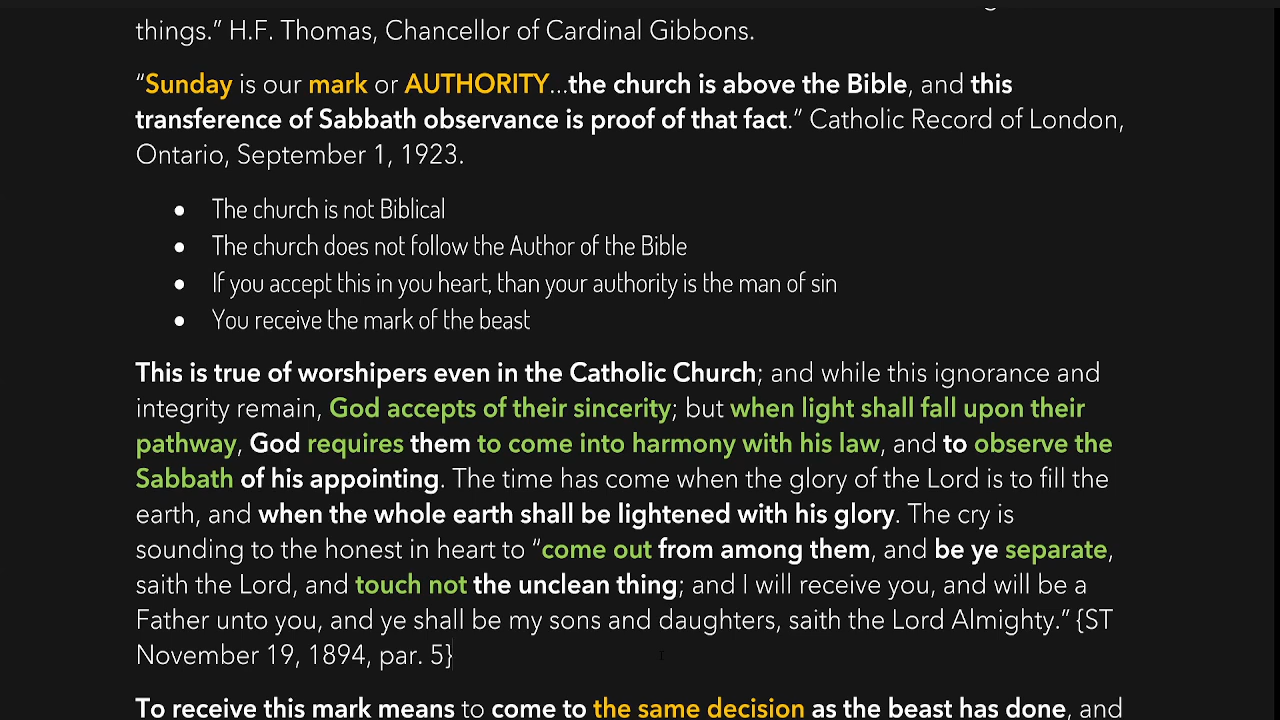 things.” H.F. Thomas, Chancellor of Cardinal Gibbons.
“Sunday is our mark or AUTHORITY...the church is above the Bible, and this
transference of Sabbath observance is proof of that fact.” Catholic Record of London,
Ontario, September 1, 1923.
• The church is not Biblical
• The church does not follow the Author of the Bible
• If you accept this in you heart, than your authority is the man of sin
• You receive the mark of the beast
This is true of worshipers even in the Catholic Church; and while this ignorance and
integrity remain, God accepts of their sincerity; but when light shall fall upon their
pathway, God requires them to come into harmony with his law, and to observe the
Sabbath of his appointing. The time has come when the glory of the Lord is to fill the
earth, and when the whole earth shall be lightened with his glory. The cry is
sounding to the honest in heart to “come out from among them, and be ye separate,
saith the Lord, and touch not the unclean thing; and I will receive you, and will be a
Father unto you, and ye shall be my sons and daughters, saith the Lord Almighty.” {ST
November 19, 1894, par. 5}
To receive this mark means to come to the same decision as the beast has done, and